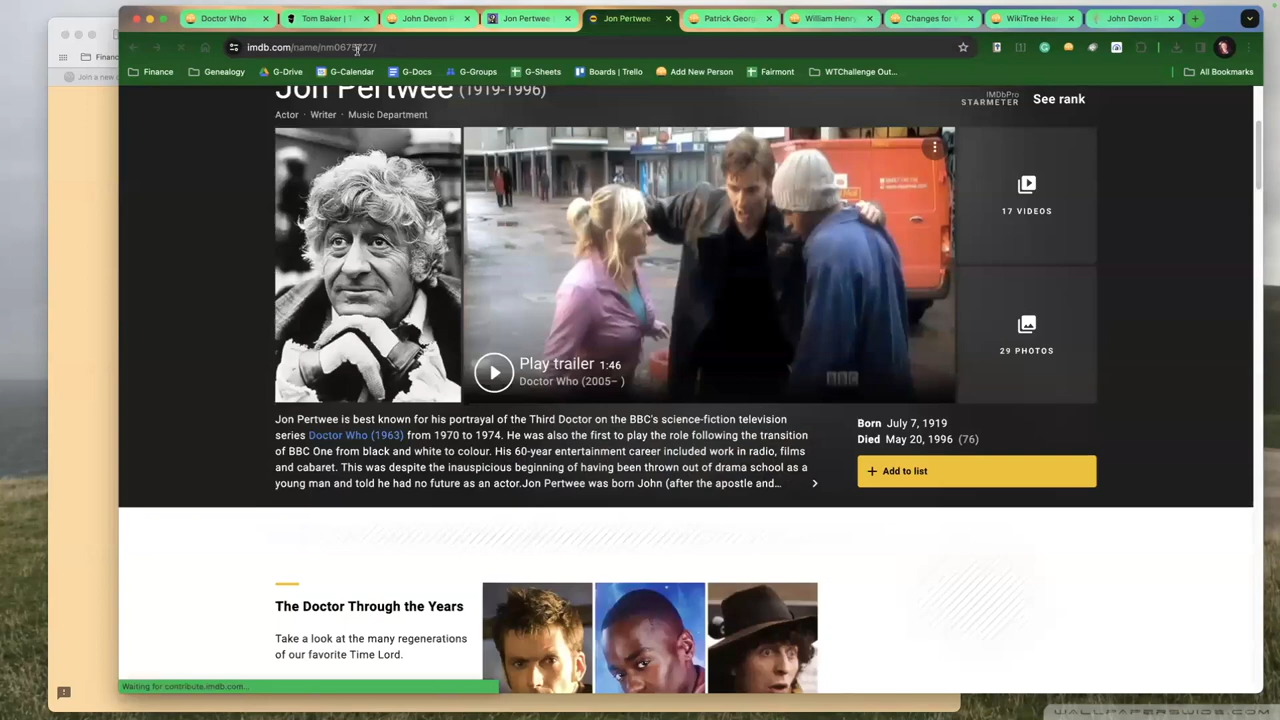 Doctor Who
Tom Baker | T
John Devon P
Jon Pertwee
Jon Pertwee
Patrick Georg
William Henry
Changes for
WikiTree Hea
John Devon P
imdb.com/name/nm0675727/
Finance
Genealogy
G-Drive
G-Calendar
G-Docs
G-Groups
G-Sheets
Boards | Trello
Add New Person
Fairmont
WTChallenge Out...
All Bookmarks
Financ
Join a new
Jon Pertwee (1919-1996)
Actor · Writer · Music Department
IMDbPro
STARMETER
See rank
17 VIDEOS
29 PHOTOS
Play trailer 1:46
Doctor Who (2005– )
BBC
Jon Pertwee is best known for his portrayal of the Third Doctor on the BBC's science-fiction television
series Doctor Who (1963) from 1970 to 1974. He was also the first to play the role following the transition
of BBC One from black and white to colour. His 60-year entertainment career included work in radio, films
and cabaret. This was despite the inauspicious beginning of having been thrown out of drama school as a
young man and told he had no future as an actor.Jon Pertwee was born John (after the apostle and...
Born July 7, 1919
Died May 20, 1996 (76)
+ Add to list
The Doctor Through the Years
Take a look at the many regenerations
of our favorite Time Lord.
Waiting for contribute.imdb.com...
WALLPAPERSWIDE.COM